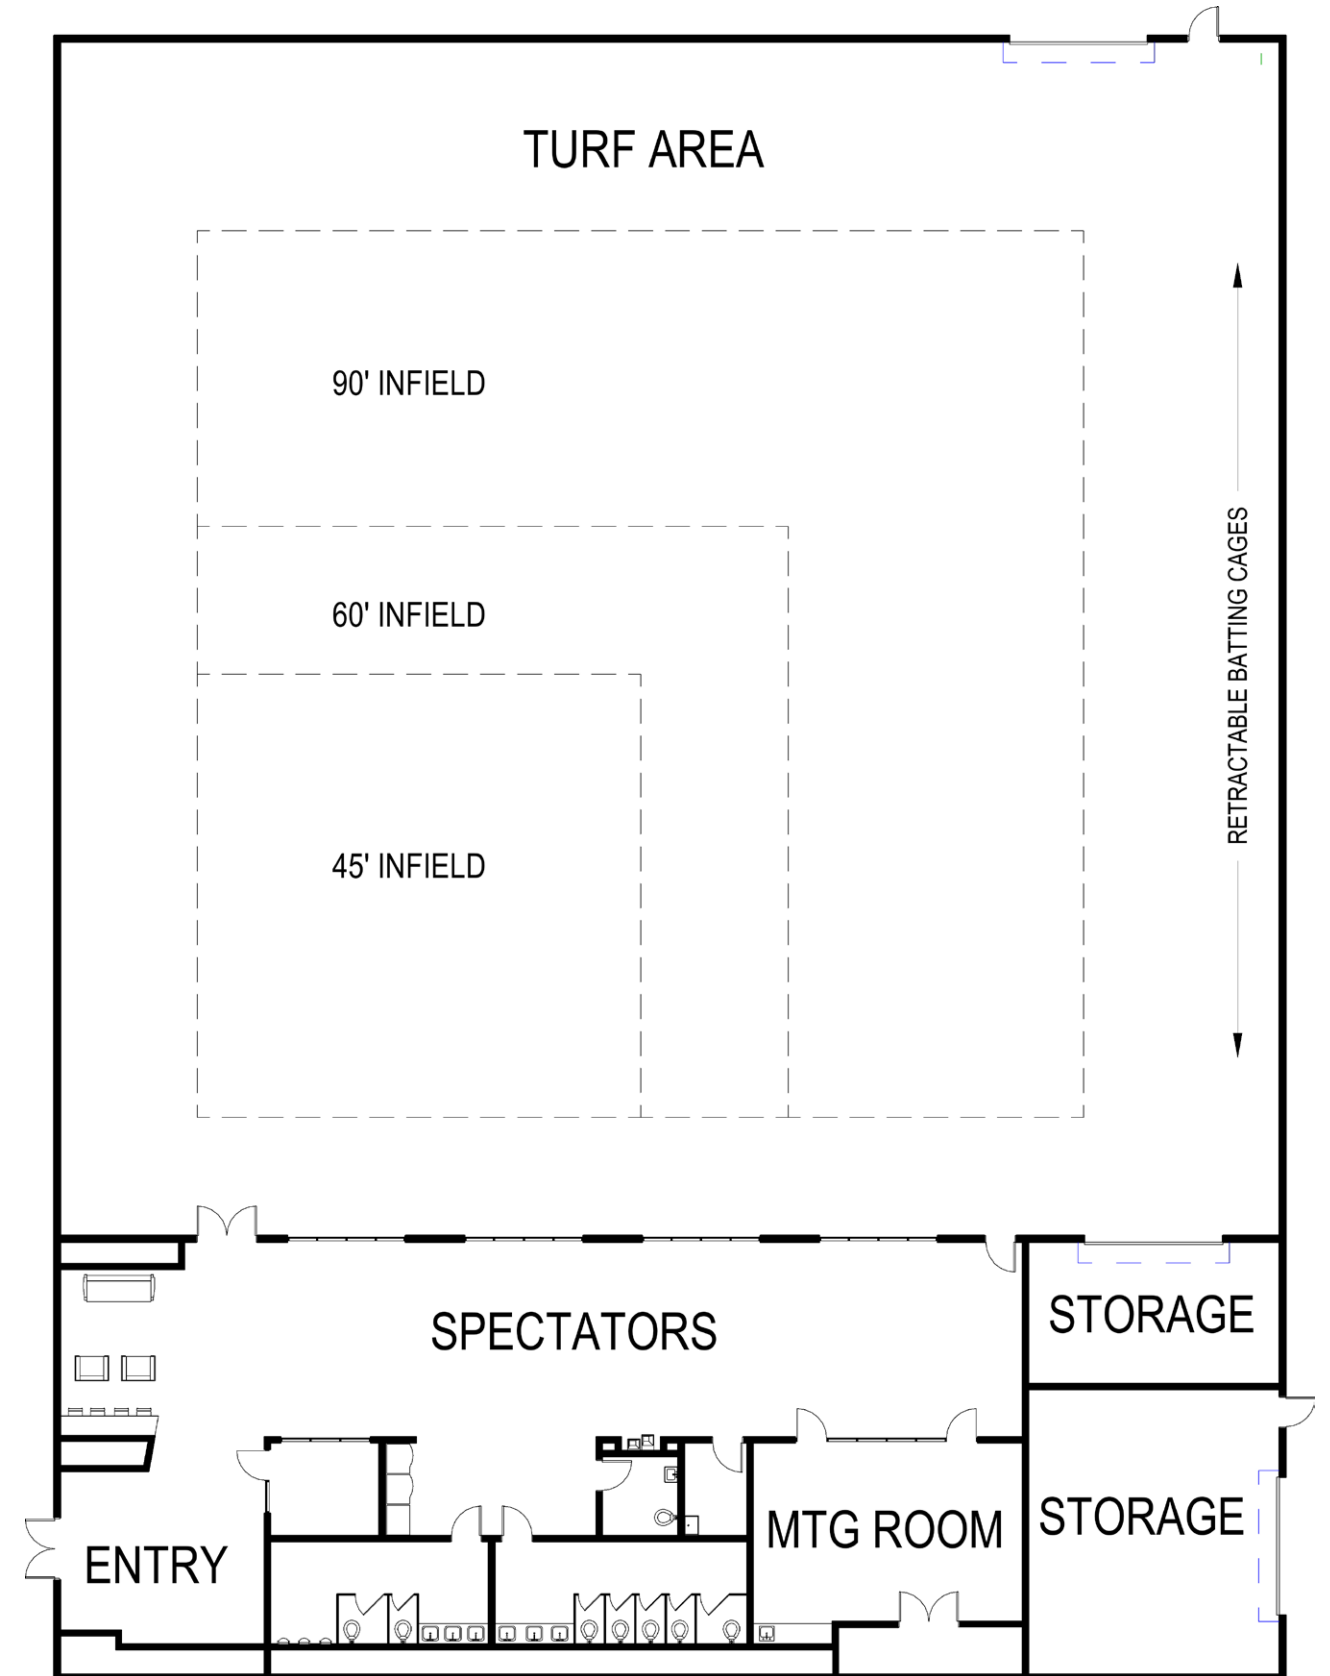 TURF AREA
90' INFIELD
60' INFIELD
45' INFIELD
RETRACTABLE BATTING CAGES
SPECTATORS
STORAGE
STORAGE
MTG ROOM
ENTRY